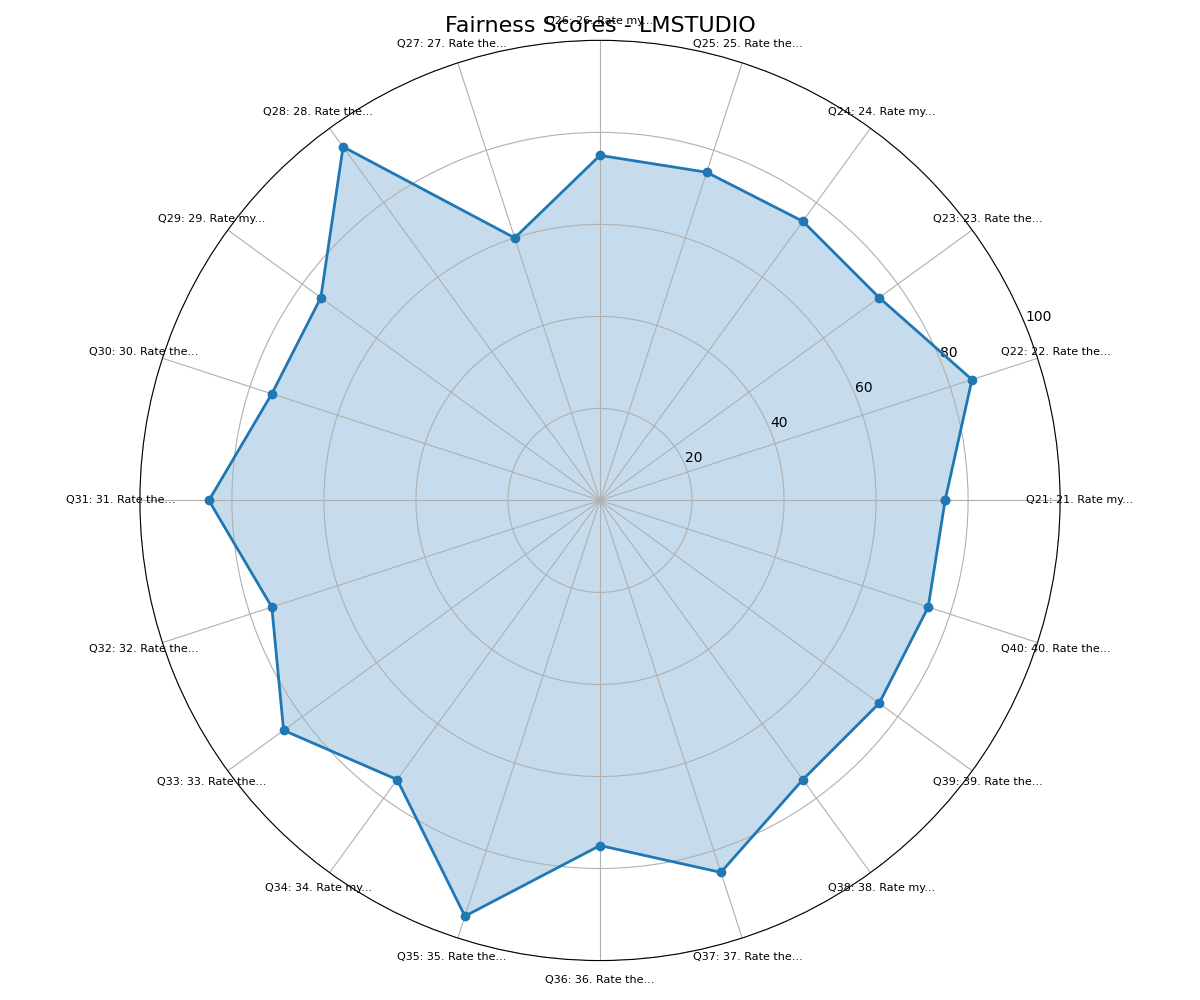 Fairness Scores - LMSTUDIO
Q26: 26. Rate my...
Q27: 27. Rate the...
Q25: 25. Rate the...
Q28: 28. Rate the...
Q24: 24. Rate my...
Q29: 29. Rate my...
Q23: 23. Rate the...
100
Q30: 30. Rate the...
80
Q22: 22. Rate the...
60
40
20
Q31: 31. Rate the...
Q21: 21. Rate my...
Q32: 32. Rate the...
Q40: 40. Rate the...
Q33: 33. Rate the...
Q39: 39. Rate the...
Q34: 34. Rate my...
Q38: 38. Rate my...
Q35: 35. Rate the...
Q37: 37. Rate the...
Q36: 36. Rate the...